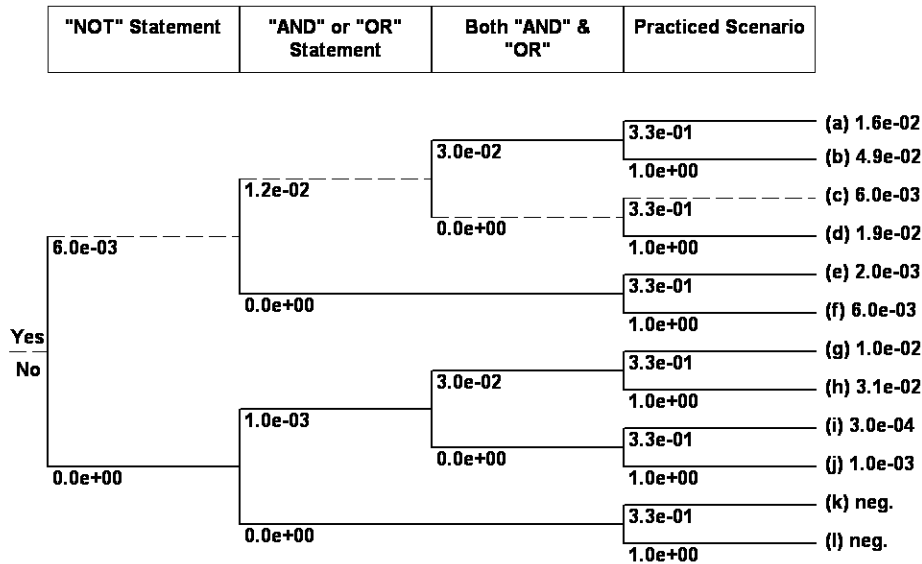 "NOT" Statement
"AND" or "OR"
Statement
Both "AND" &
"OR"
Practiced Scenario
(a) 1.6e-02
3.3e-01
3.0e-02
(b) 4.9e-02
1.0e+00
1.2e-02
(c) 6.0e-03
3.3e-01
0.0e+00
(d) 1.9e-02
1.0e+00
6.0e-03
(e) 2.0e-03
3.3e-01
0.0e+00
(f) 6.0e-03
1.0e+00
Yes
No
(g) 1.0e-02
3.3e-01
3.0e-02
(h) 3.1e-02
1.0e+00
1.0e-03
(i) 3.0e-04
3.3e-01
(j) 1.0e-03
0.0e+00
1.0e+00
(k) neg.
3.3e-01
0.0e+00
(l) neg.
1.0e+00